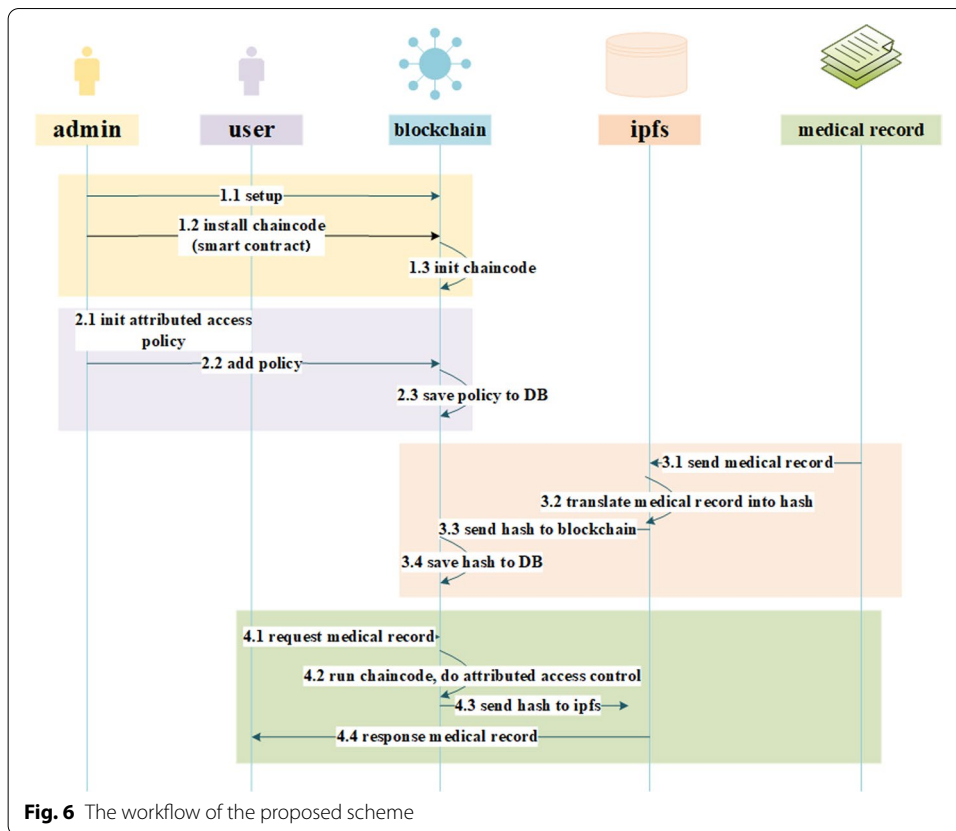 admin
user
blockchain
ipfs
medical record
1.1 setup
1.2 install chaincode
(smart contract)
1.3 init chaincode
2.1 init attributed access
policy
2.2 add policy
2.3 save policy to DB
3.1 send medical record
3.2 translate medical record into hash
3.3 send hash to blockchain
3.4 save hash to DB
4.1 request medical record
4.2 run chaincode, do attributed access control
4.3 send hash to ipfs
4.4 response medical record
Fig. 6 The workflow of the proposed scheme